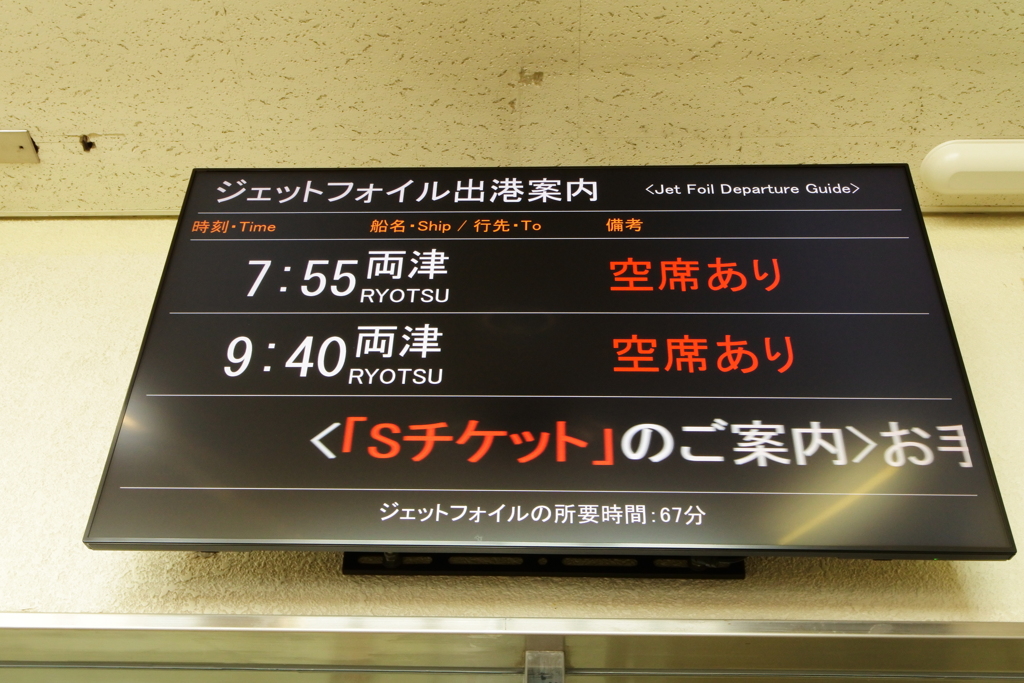 ジェットフォイル出港案内 <Jet Foil Departure Guide>
時刻・Time 船名・Ship / 行先・To 備考
7:55 両津 RYOTSU 空席あり
9:40 両津 RYOTSU 空席あり
<「Sチケット」のご案内>お手
ジェットフォイルの所要時間:67分